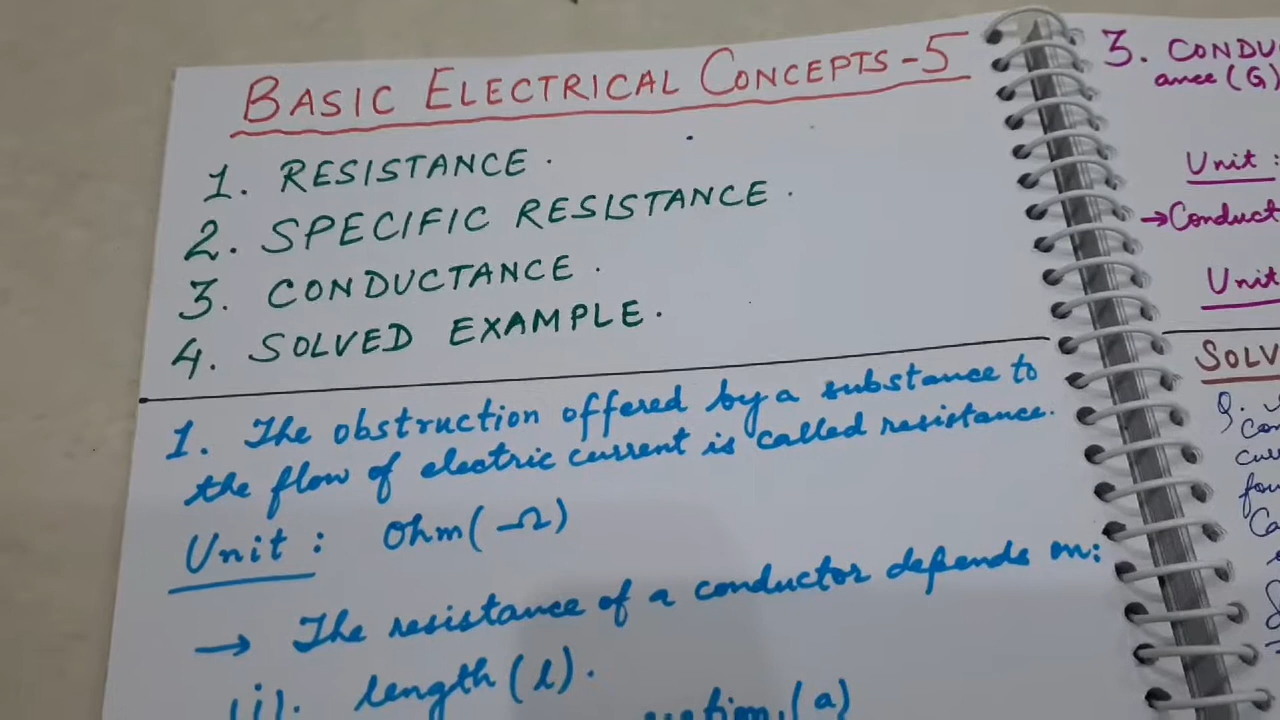 BASIC ELECTRICAL CONCEPTS-5
1. RESISTANCE.
2. SPECIFIC RESISTANCE.
3. CONDUCTANCE.
4. SOLVED EXAMPLE.
1. The obstruction offered by a substance to
the flow of electric current is called resistance.
Unit: Ohm(Ω)
→ The resistance of a conductor depends on:
(i). length(l).
(a)
3. CONDU
ance(G)
Unit:
→Conduct
Unit
SOLV
Q.